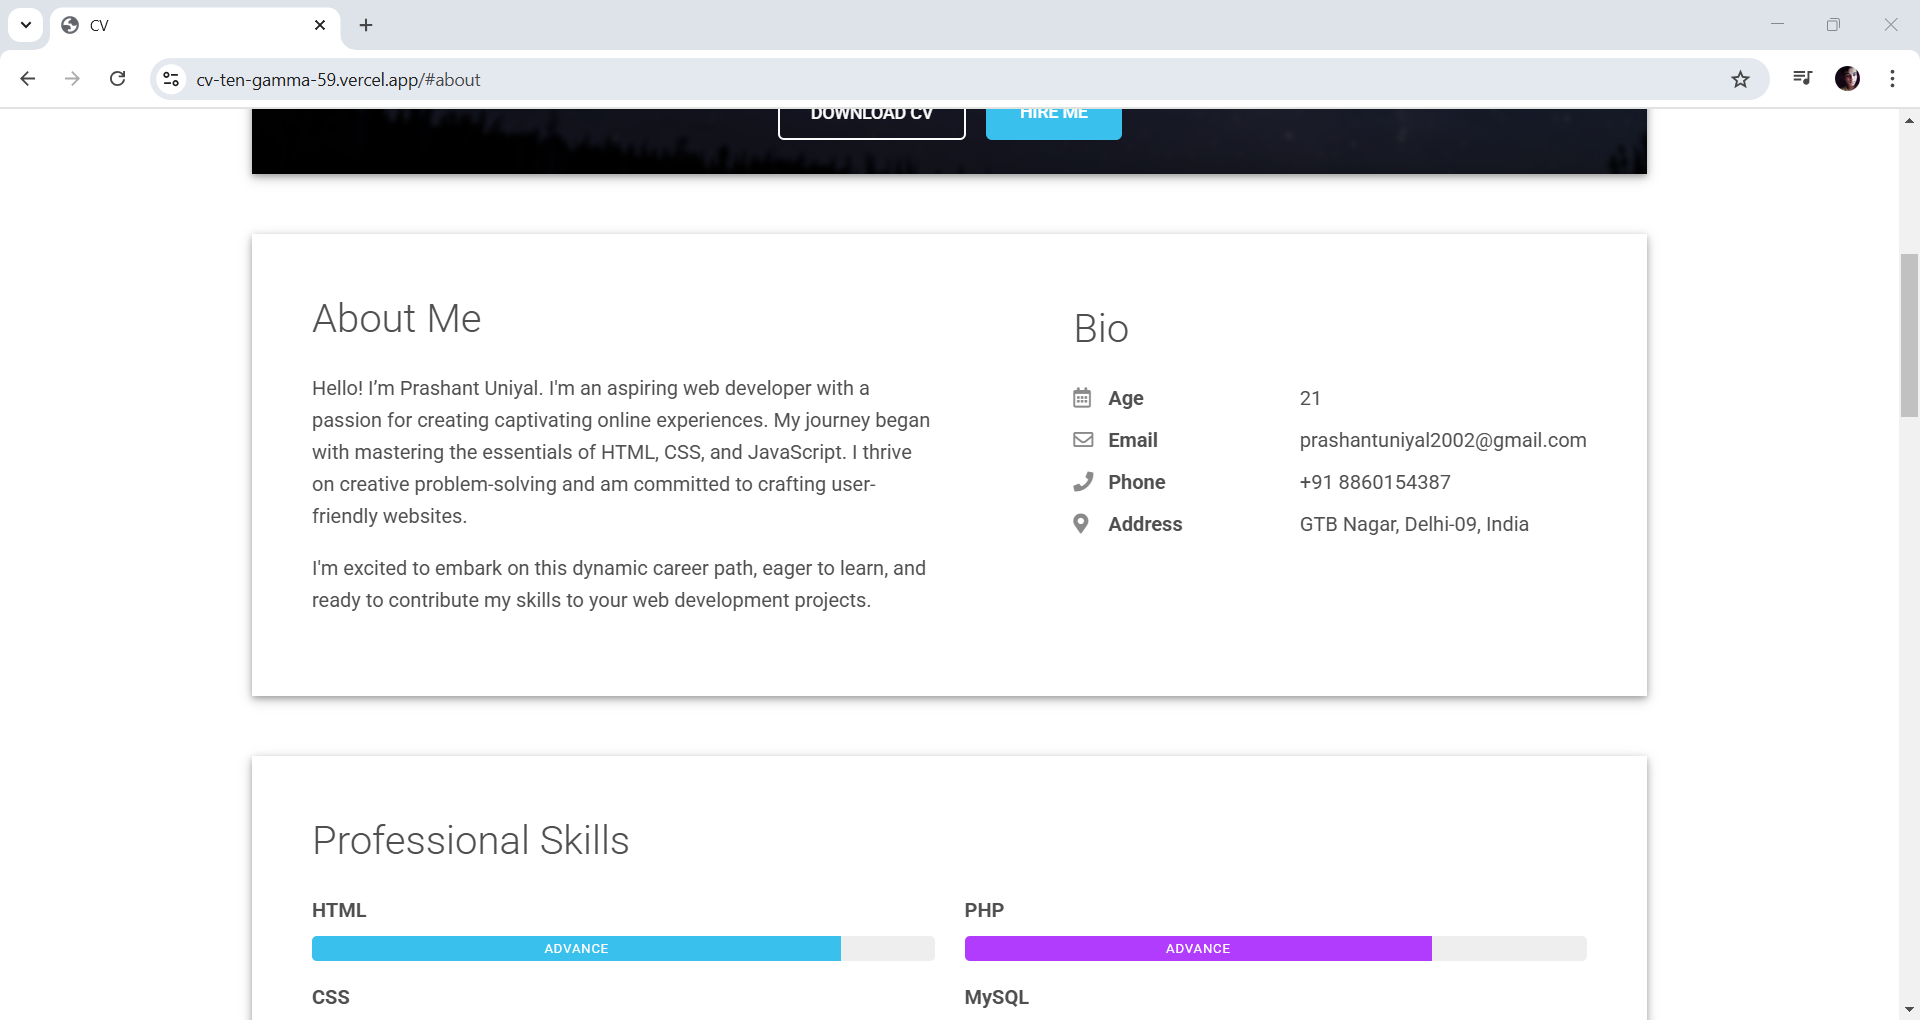 CV
cv-ten-gamma-59.vercel.app/#about
DOWNLOAD CV
HIRE ME
About Me
Hello! I’m Prashant Uniyal. I'm an aspiring web developer with a
passion for creating captivating online experiences. My journey began
with mastering the essentials of HTML, CSS, and JavaScript. I thrive
on creative problem-solving and am committed to crafting user-
friendly websites.
I'm excited to embark on this dynamic career path, eager to learn, and
ready to contribute my skills to your web development projects.
Bio
Age 21
Email prashantuniyal2002@gmail.com
Phone +91 8860154387
Address GTB Nagar, Delhi-09, India
Professional Skills
HTML
ADVANCE
PHP
ADVANCE
CSS
MySQL